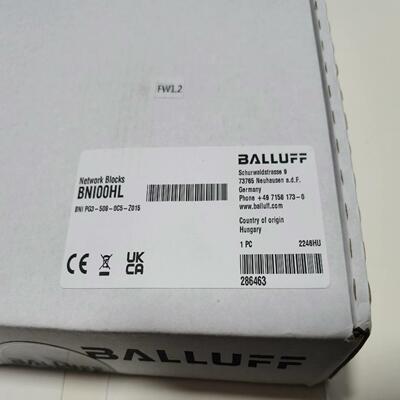 FW1.2
Network Blocks
BNI00HL
BNI PG3-508-0C5-Z015
BALLUFF
Schurwaldstrasse 9
73765 Neuhausen a.d.F.
Germany
Phone +49 7158 173-0
www.balluff.com
Country of origin
Hungary
1 PC 2246HU
286463
CE
UK
CA
BALLUFF